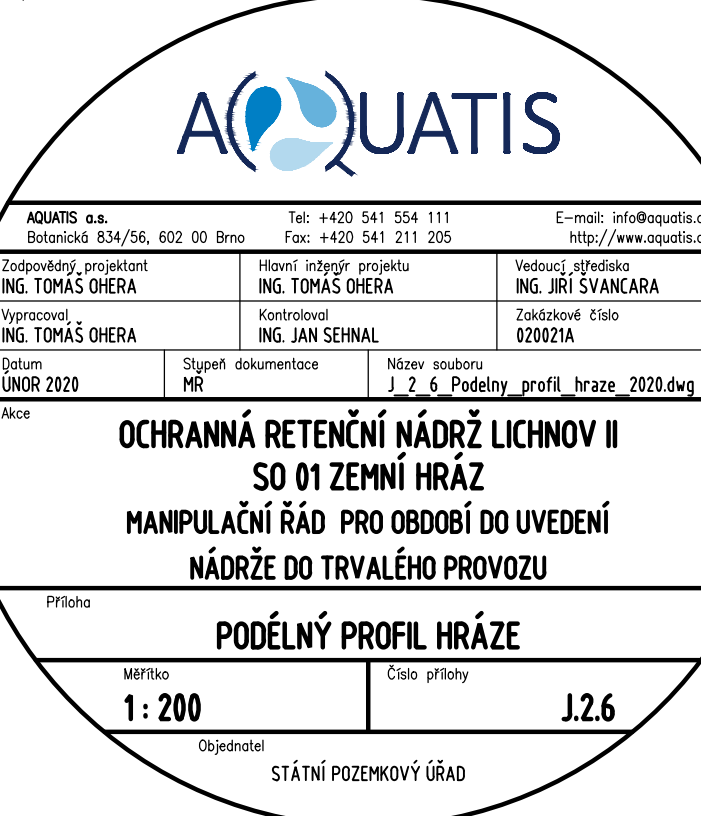 AQUATIS
AQUATIS a.s. Tel: +420 541 554 111 E-mail: info@aquatis.c
Botanická 834/56, 602 00 Brno Fax: +420 541 211 205 http://www.aquatis.c
Zodpovědný projektant Hlavní inženýr projektu Vedoucí střediska
ING. TOMÁŠ OHERA ING. TOMÁŠ OHERA ING. JIŘÍ ŠVANCARA
Vypracoval Kontroloval Zakázkové číslo
ING. TOMÁŠ OHERA ING. JAN SEHNAL 020021A
Datum Stupeň dokumentace Název souboru
ÚNOR 2020 MŘ J_2_6_Podelny_profil_hraze_2020.dwg
Akce
OCHRANNÁ RETENČNÍ NÁDRŽ LICHNOV II
SO 01 ZEMNÍ HRÁZ
MANIPULAČNÍ ŘÁD PRO OBDOBÍ DO UVEDENÍ
NÁDRŽE DO TRVALÉHO PROVOZU
Příloha
PODÉLNÝ PROFIL HRÁZE
Měřítko Číslo přílohy
1 : 200 J.2.6
Objednatel
STÁTNÍ POZEMKOVÝ ÚŘAD